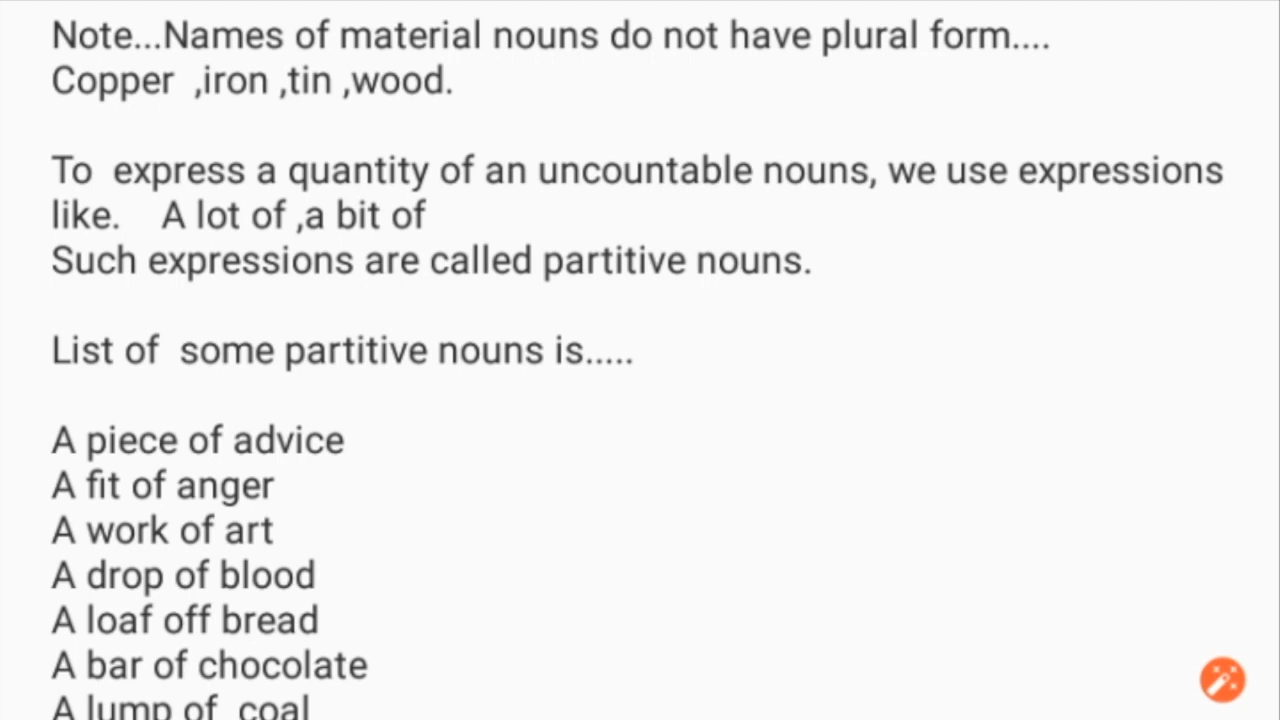 Note...Names of material nouns do not have plural form....
Copper ,iron ,tin ,wood.
To express a quantity of an uncountable nouns, we use expressions
like. A lot of ,a bit of
Such expressions are called partitive nouns.
List of some partitive nouns is.....
A piece of advice
A fit of anger
A work of art
A drop of blood
A loaf off bread
A bar of chocolate
A lump of coal